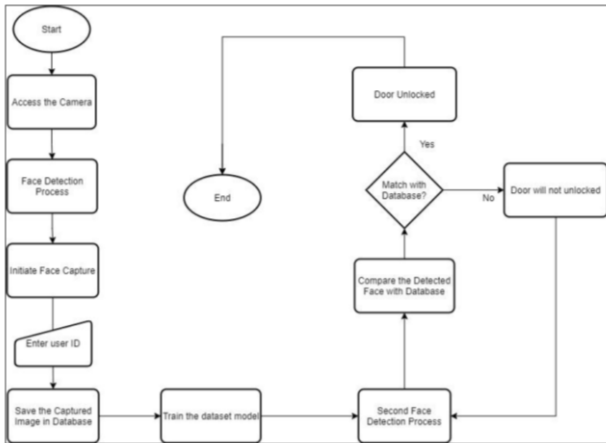 Start
Access the Camera
Face Detection
Process
Initiate Face Capture
Enter user ID
Save the Captured
Image in Database
Train the dataset model
Second Face
Detection Process
Compare the Detected
Face with Database
Match with
Database?
Yes
No
Door Unlocked
Door will not unlocked
End